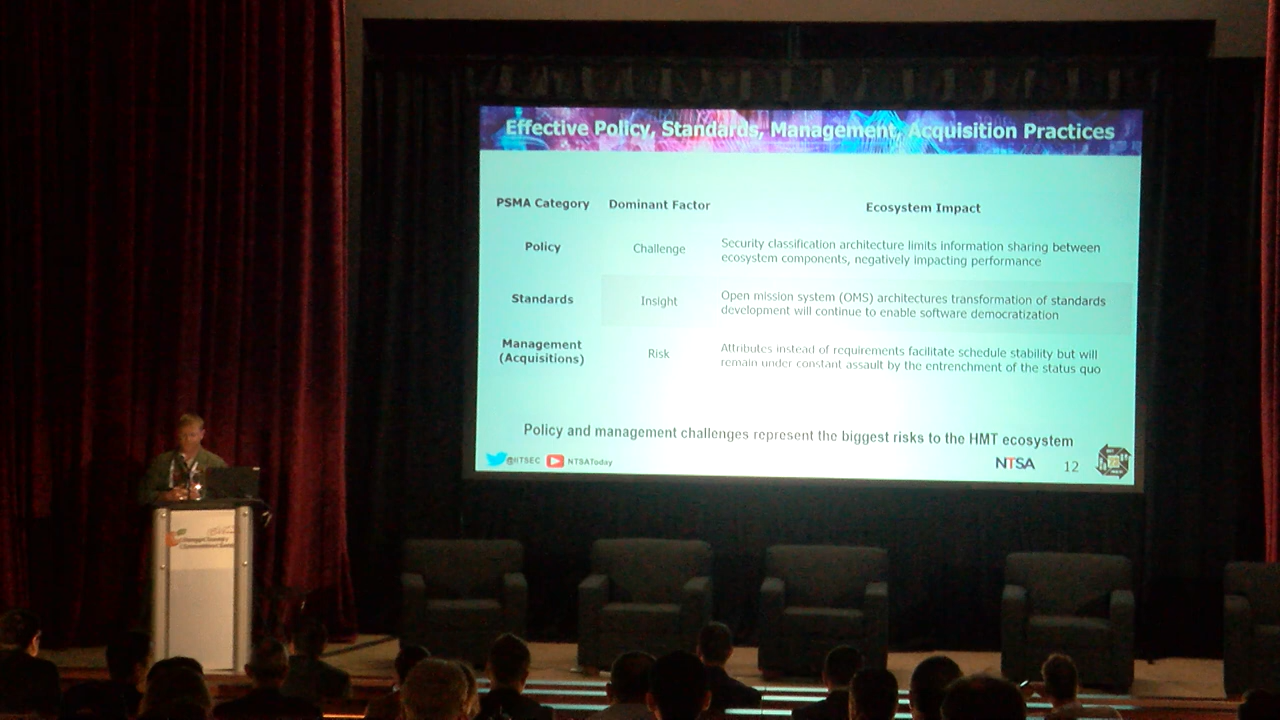 Effective Policy, Standards, Management, Acquisition Practices
PSMA Category Dominant Factor Ecosystem Impact
Policy Challenge Security classification architecture limits information sharing between
ecosystem components, negatively impacting performance
Standards Insight Open mission system (OMS) architectures transformation of standards
development will continue to enable software democratization
Management
(Acquisitions) Risk Attributes instead of requirements facilitate schedule stability but will
remain under constant assault by the entrenchment of the status quo
Policy and management challenges represent the biggest risks to the HMT ecosystem
@IITSEC NTSAToday NTSA 12
Orange County
Convention Center